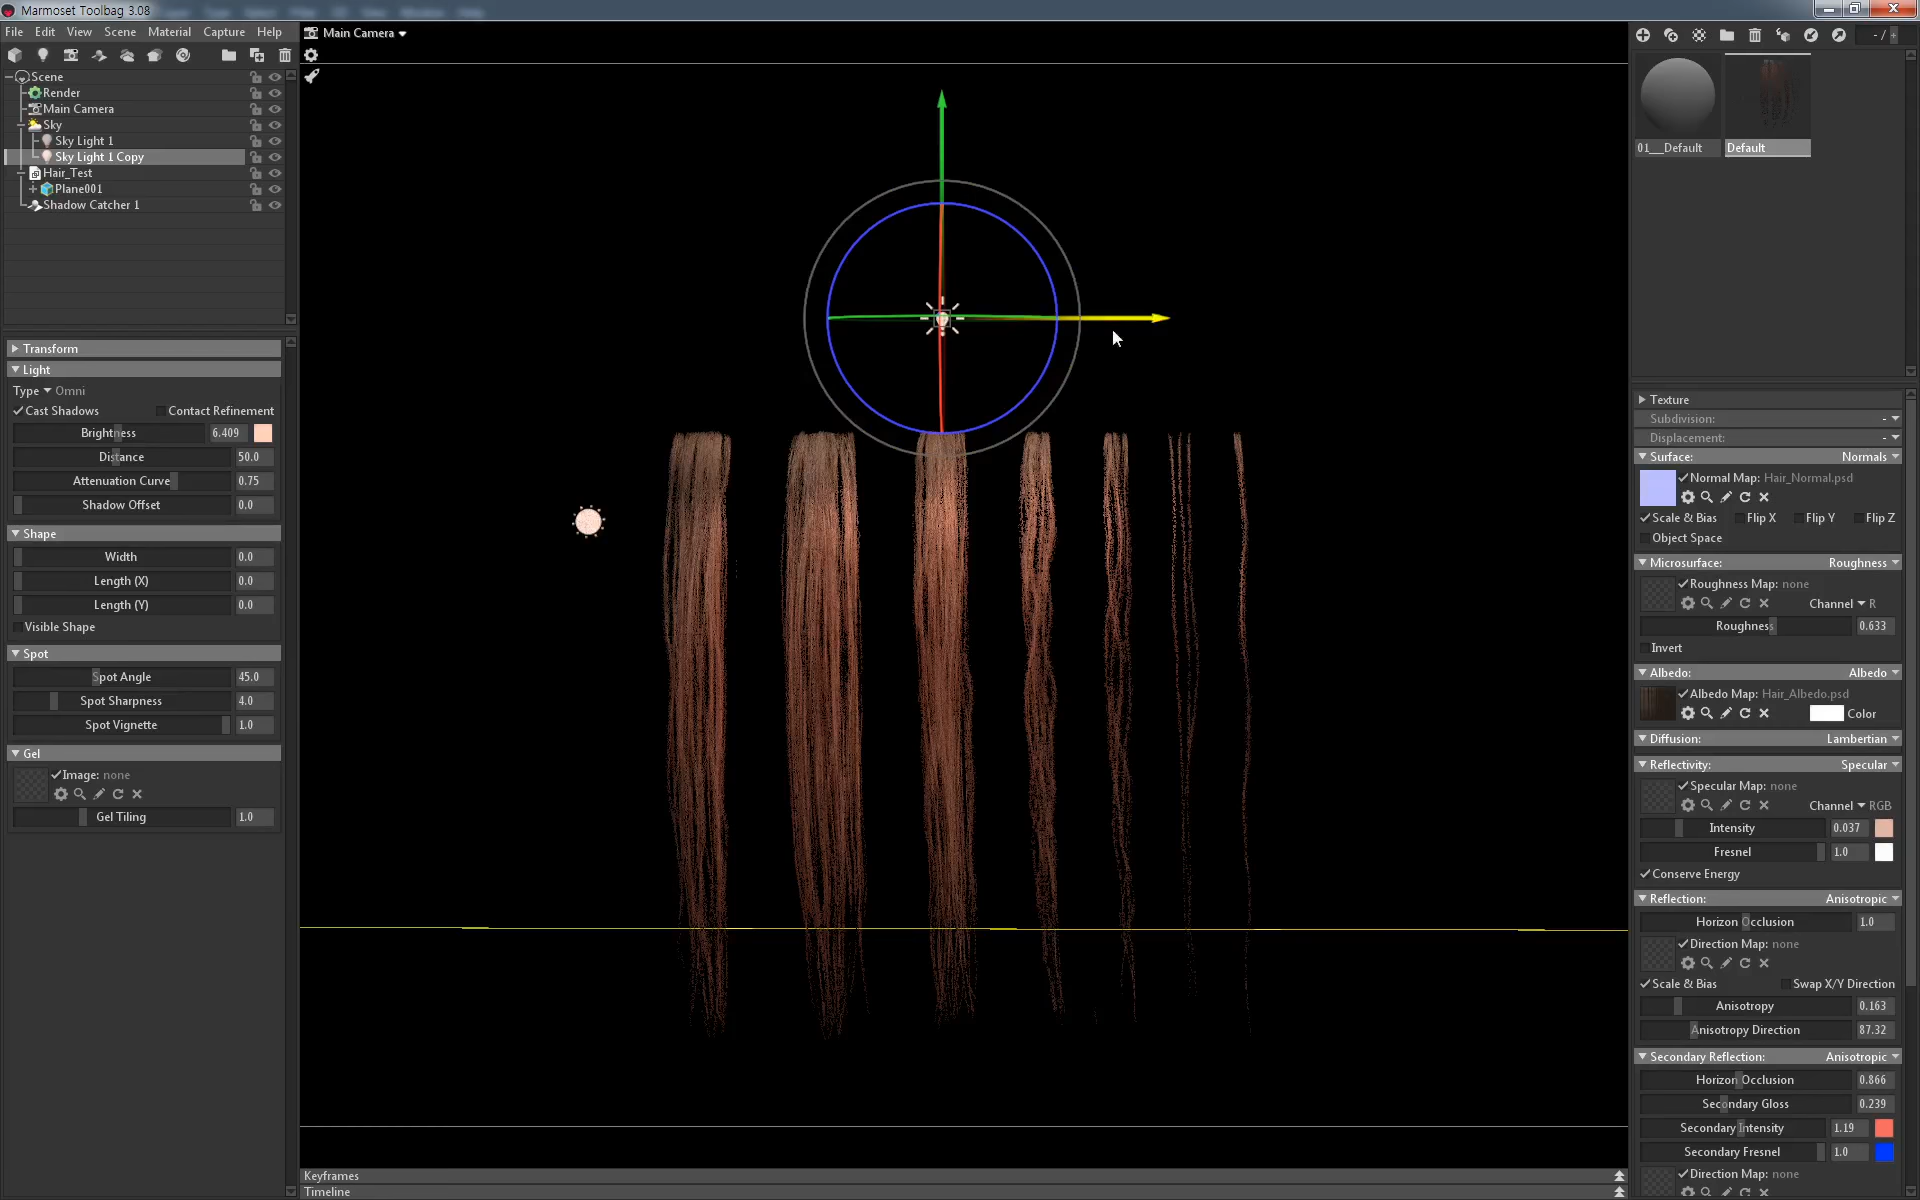 Marmoset Toolbag 3.08
File Edit View Scene Material Capture Help
Main Camera
- / +
Scene
Render
Main Camera
Sky
Sky Light 1
Sky Light 1 Copy
Hair_Test
Plane001
Shadow Catcher 1
01__Default
Default
Transform
Light
Type Omni
Cast Shadows Contact Refinement
Brightness 6.409
Distance 50.0
Attenuation Curve 0.75
Shadow Offset 0.0
Shape
Width 0.0
Length (X) 0.0
Length (Y) 0.0
Visible Shape
Spot
Spot Angle 45.0
Spot Sharpness 4.0
Spot Vignette 1.0
Gel
Image: none
Gel Tiling 1.0
Texture
Subdivision: -
Displacement: -
Surface: Normals
Normal Map: Hair_Normal.psd
Scale & Bias Flip X Flip Y Flip Z
Object Space
Microsurface: Roughness
Roughness Map: none
Channel R
Roughness 0.633
Invert
Albedo: Albedo
Albedo Map: Hair_Albedo.psd
Color
Diffusion: Lambertian
Reflectivity: Specular
Specular Map: none
Channel RGB
Intensity 0.037
Fresnel 1.0
Conserve Energy
Reflection: Anisotropic
Horizon Occlusion 1.0
Direction Map: none
Scale & Bias Swap X/Y Direction
Anisotropy 0.163
Anisotropy Direction 87.32
Secondary Reflection: Anisotropic
Horizon Occlusion 0.866
Secondary Gloss 0.239
Secondary Intensity 1.19
Secondary Fresnel 1.0
Direction Map: none
Keyframes
Timeline